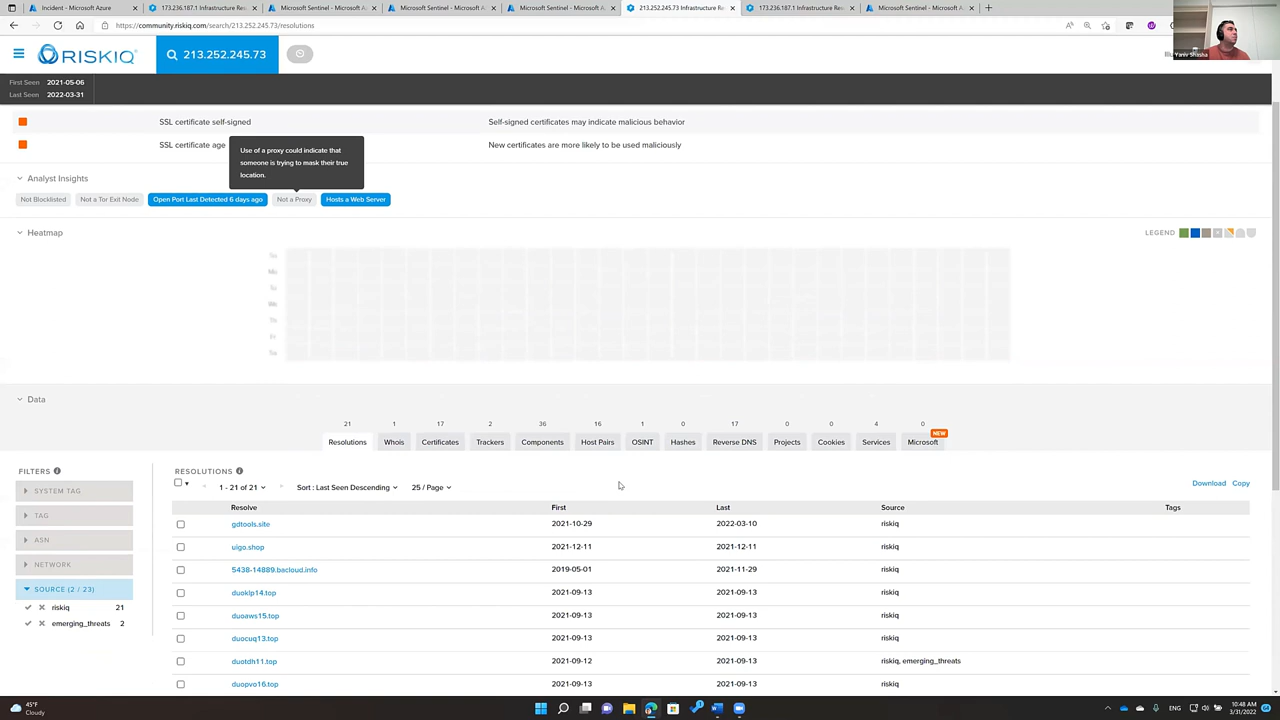 Incident - Microsoft Azure
173.236.187.1 Infrastructure Re
Microsoft Sentinel - Microsoft A
Microsoft Sentinel - Microsoft A
Microsoft Sentinel - Microsoft A
213.252.245.73 Infrastructure Re
173.236.187.1 Infrastructure Re
Microsoft Sentinel - Microsoft A
https://community.riskiq.com/search/213.252.245.73/resolutions
RISKIQ
213.252.245.73
Yaniv Shasha
First Seen 2021-05-06
Last Seen 2022-03-31
SSL certificate self-signed Self-signed certificates may indicate malicious behavior
SSL certificate age New certificates are more likely to be used maliciously
Use of a proxy could indicate that
someone is trying to mask their true
location.
Analyst Insights
Not Blocklisted Not a Tor Exit Node Open Port Last Detected 6 days ago Not a Proxy Hosts a Web Server
Heatmap
LEGEND
Su
Mo
Tu
We
Th
Fr
Sa
Data
21 1 17 2 36 16 1 0 17 0 0 4 0
NEW
Resolutions Whois Certificates Trackers Components Host Pairs OSINT Hashes Reverse DNS Projects Cookies Services Microsoft
FILTERS
SYSTEM TAG
TAG
ASN
NETWORK
SOURCE (2 / 23)
riskiq 21
emerging_threats 2
RESOLUTIONS
1 - 21 of 21 Sort : Last Seen Descending 25 / Page Download Copy
Resolve First Last Source Tags
gdtools.site 2021-10-29 2022-03-10 riskiq
uigo.shop 2021-12-11 2021-12-11 riskiq
5438-14889.bacloud.info 2019-05-01 2021-11-29 riskiq
duoklp14.top 2021-09-13 2021-09-13 riskiq
duoaws15.top 2021-09-13 2021-09-13 riskiq
duocuq13.top 2021-09-13 2021-09-13 riskiq
duotdh11.top 2021-09-12 2021-09-13 riskiq, emerging_threats
duopvo16.top 2021-09-13 2021-09-13 riskiq
45°F
Cloudy
ENG
10:48 AM
3/31/2022